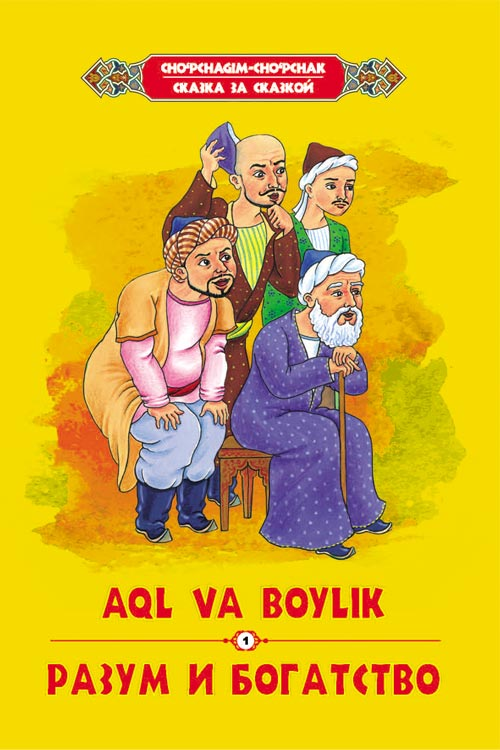 CHO‘PCHAGIM-CHO‘PCHAK
СКАЗКА ЗА СКАЗКОЙ
AQL VA BOYLIK
1
РАЗУМ И БОГАТСТВО